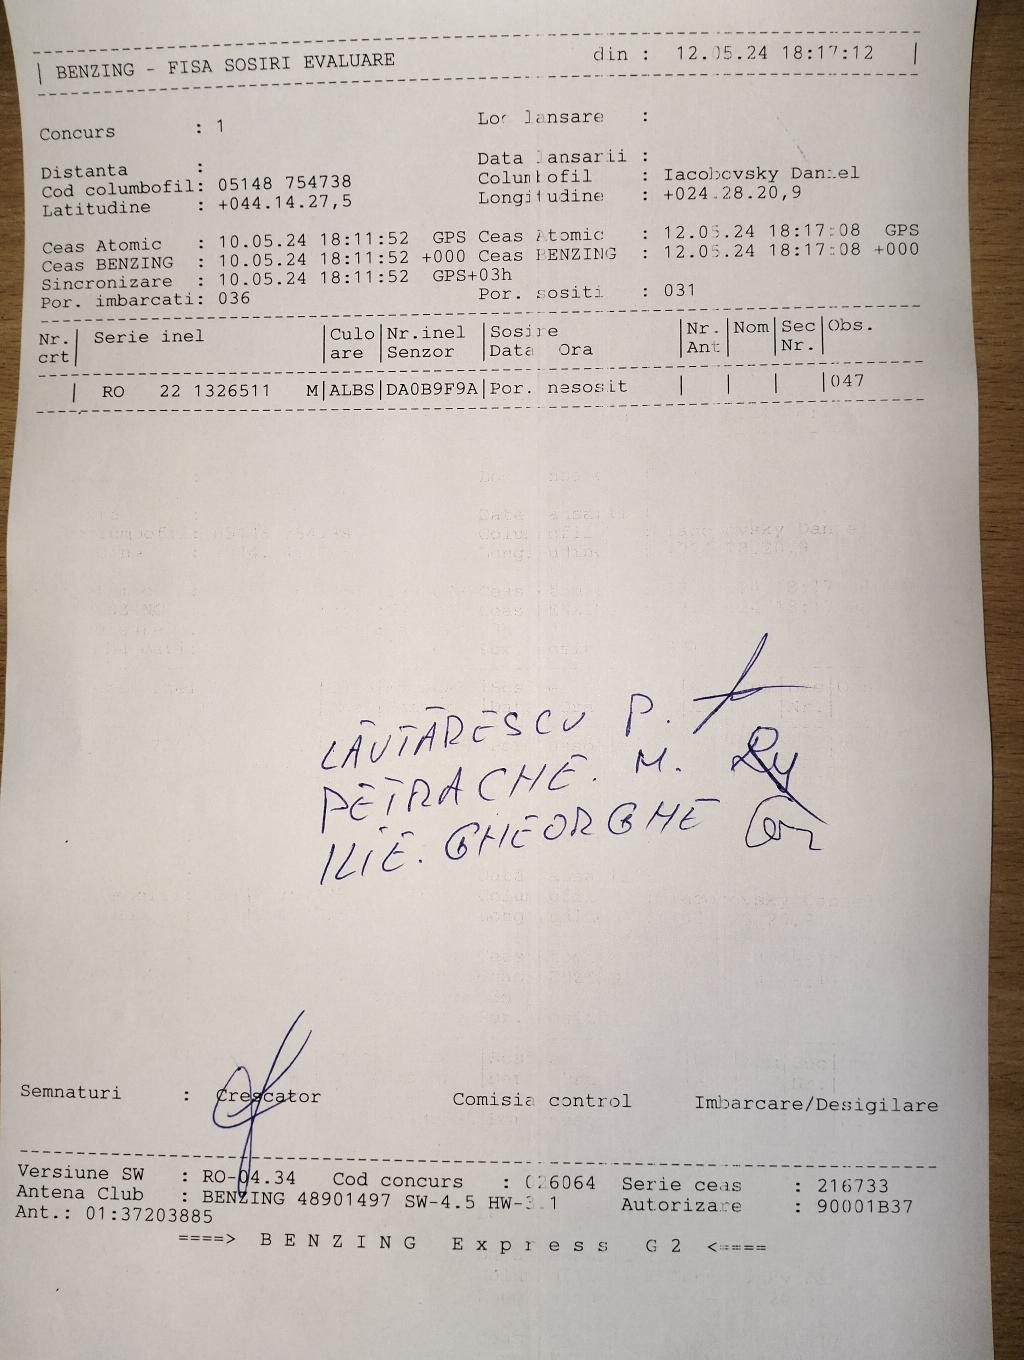 BENZING - FISA SOSIRI EVALUARE din : 12.05.24 18:17:12
Concurs : 1 Loc lansare :
Distanta : Data lansarii :
Cod columbofil: 05148 754738 Columbofil : Iacobovsky Daniel
Latitudine : +044.14.27,5 Longitudine : +024.28.20,9
Ceas Atomic : 10.05.24 18:11:52 GPS Ceas Atomic : 12.05.24 18:17:08 GPS
Ceas BENZING : 10.05.24 18:11:52 +000 Ceas BENZING : 12.05.24 18:17:08 +000
Sincronizare : 10.05.24 18:11:52 GPS+03h
Por. imbarcati: 036 Por. sositi : 031
Nr. | Serie inel |Culo|Nr.inel |Sosire |Nr.|Nom|Sec|Obs.
crt| |are |Senzor |Data Ora |Ant| |Nr.|
| RO 22 1326511 M|ALBS|DA0B9F9A|Por. nesosit | | | |047
LĂUTĂRESCU P.
PETRACHE. M.
ILIE. GHEORGHE
Semnaturi : Crescator Comisia control Imbarcare/Desigilare
Versiune SW : RO-04.34 Cod concurs : 026064 Serie ceas : 216733
Antena Club : BENZING 48901497 SW-4.5 HW-3.1 Autorizare : 90001B37
Ant.: 01:37203885
====> B E N Z I N G E x p r e s s G 2 <====